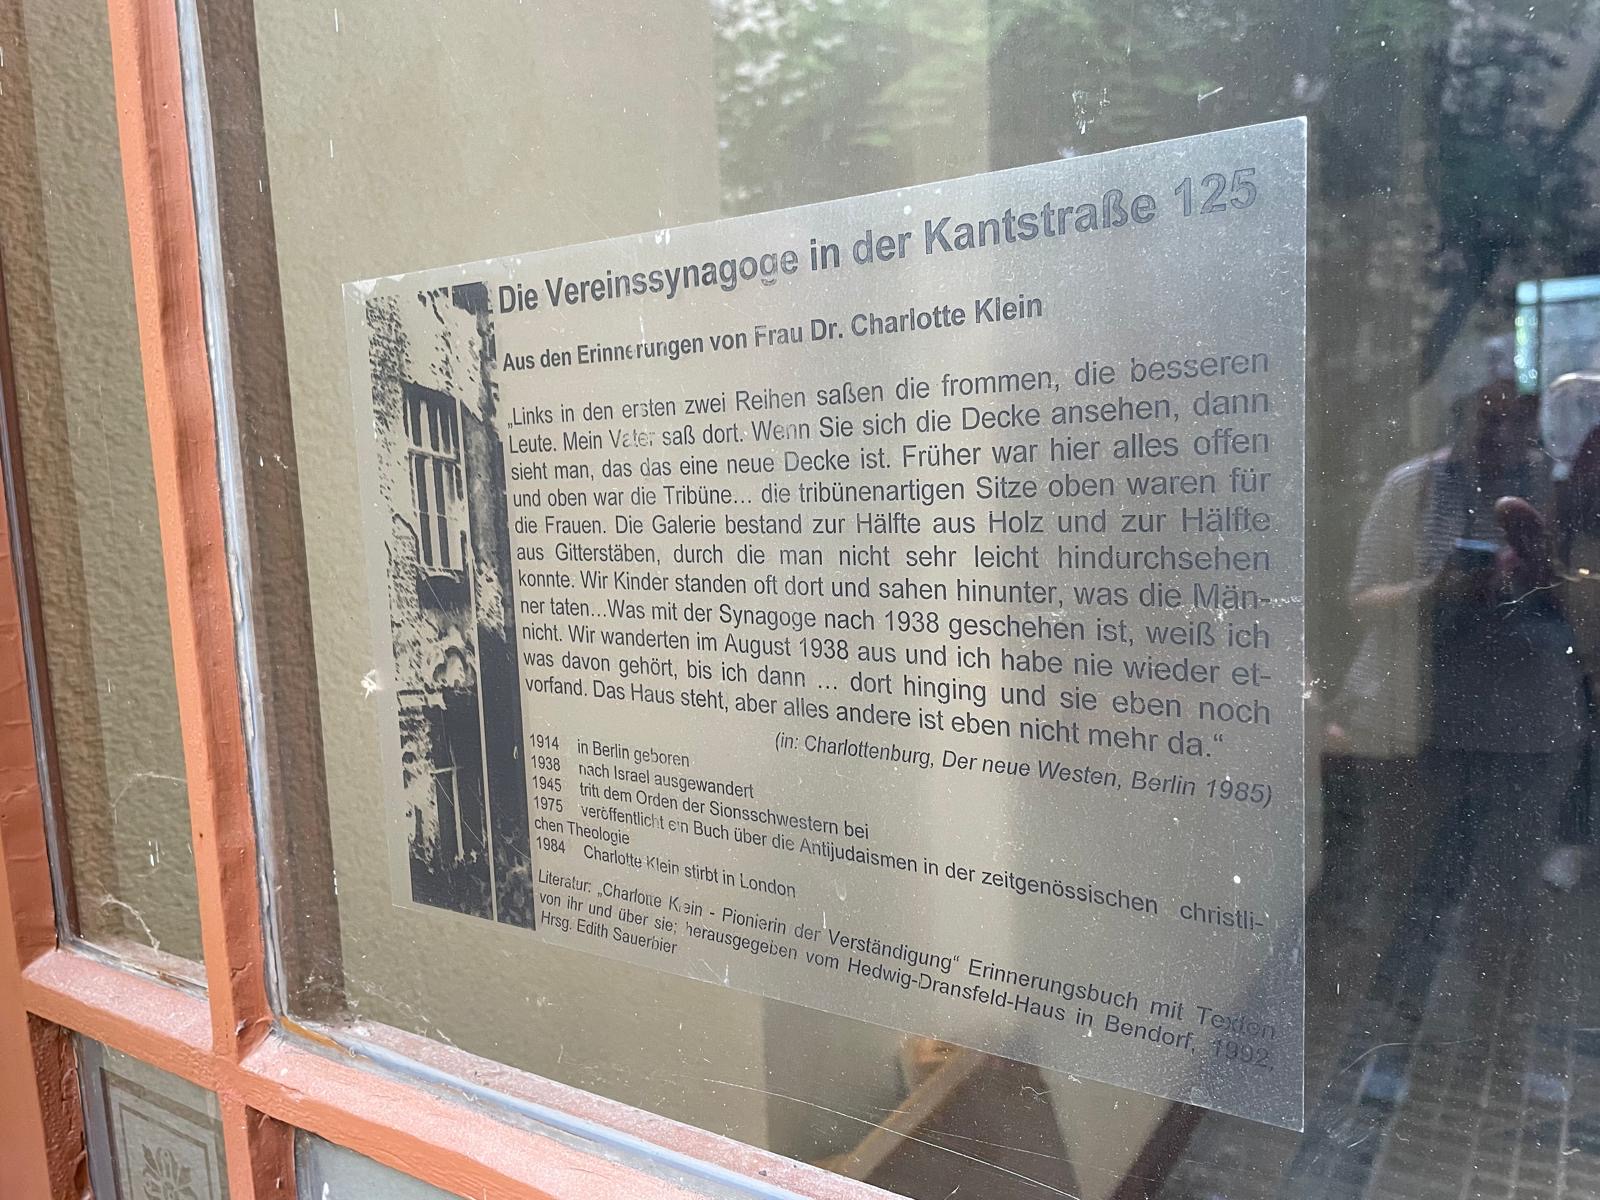 Die Vereinssynagoge in der Kantstraße 125
Aus den Erinnerungen von Frau Dr. Charlotte Klein
„Links in den ersten zwei Reihen saßen die frommen, die besseren
Leute. Mein Vater saß dort. Wenn Sie sich die Decke ansehen, dann
sieht man, das das eine neue Decke ist. Früher war hier alles offen
und oben war die Tribüne... die tribünenartigen Sitze oben waren für
die Frauen. Die Galerie bestand zur Hälfte aus Holz und zur Hälfte
aus Gitterstäben, durch die man nicht sehr leicht hindurchsehen
konnte. Wir Kinder standen oft dort und sahen hinunter, was die Män-
ner taten...Was mit der Synagoge nach 1938 geschehen ist, weiß ich
nicht. Wir wanderten im August 1938 aus und ich habe nie wieder et-
was davon gehört, bis ich dann ... dort hinging und sie eben noch
vorfand. Das Haus steht, aber alles andere ist eben nicht mehr da.“
(in: Charlottenburg, Der neue Westen, Berlin 1985)
1914 in Berlin geboren
1938 nach Israel ausgewandert
1945 tritt dem Orden der Sionsschwestern bei
1975 veröffentlicht ein Buch über die Antijudaismen in der zeitgenössischen christli-
chen Theologie
1984 Charlotte Klein stirbt in London
Literatur: „Charlotte Klein - Pionierin der Verständigung“ Erinnerungsbuch mit Texten
von ihr und über sie; herausgegeben vom Hedwig-Dransfeld-Haus in Bendorf, 1992,
Hrsg. Edith Sauerbier